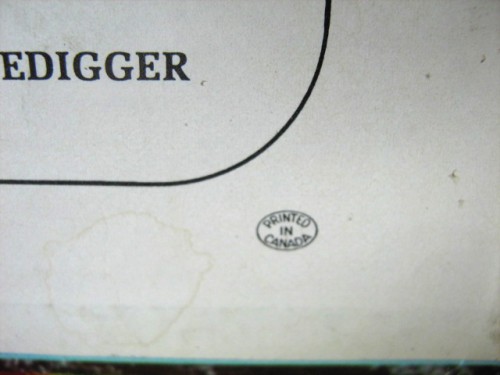 EDIGGER
PRINTED
IN
CANADA